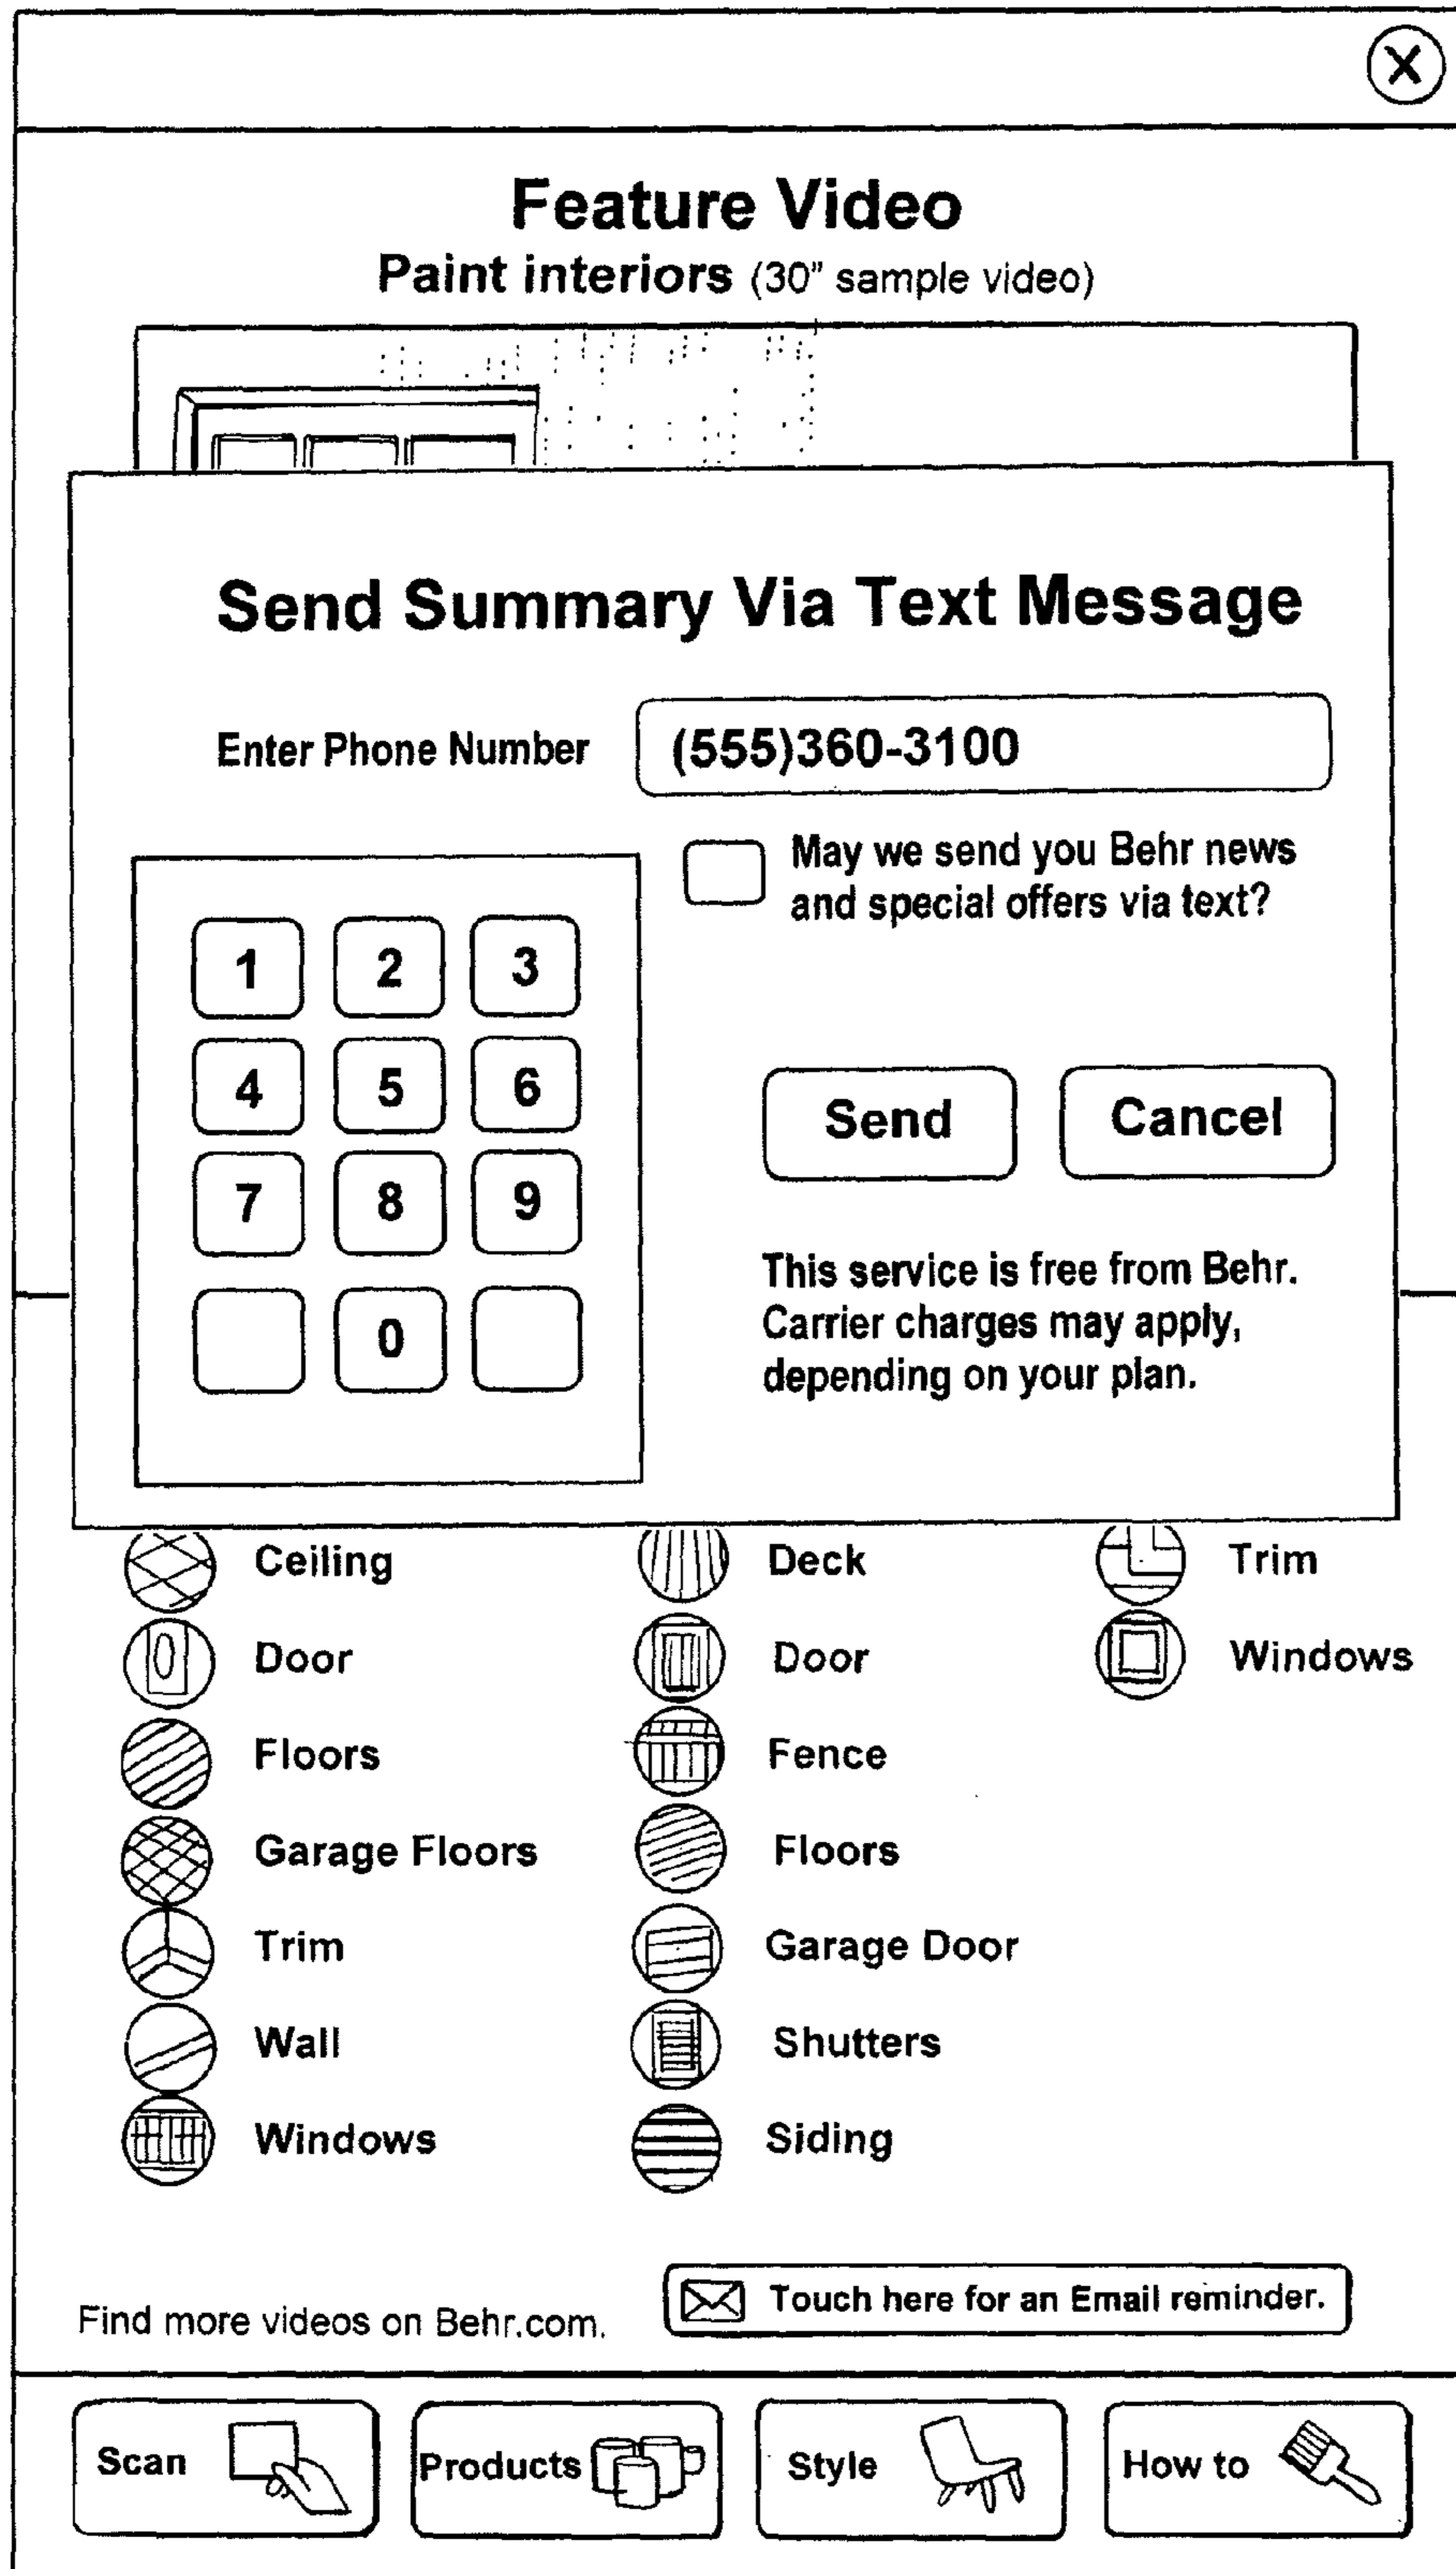 X
Feature Video
Paint interiors (30" sample video)
Send Summary Via Text Message
Enter Phone Number
(555)360-3100
May we send you Behr news
and special offers via text?
1 2 3
4 5 6
7 8 9
0
Send
Cancel
This service is free from Behr.
Carrier charges may apply,
depending on your plan.
Ceiling
Door
Floors
Garage Floors
Trim
Wall
Windows
Deck
Door
Fence
Floors
Garage Door
Shutters
Siding
Trim
Windows
Find more videos on Behr.com.
Touch here for an Email reminder.
Scan
Products
Style
How to